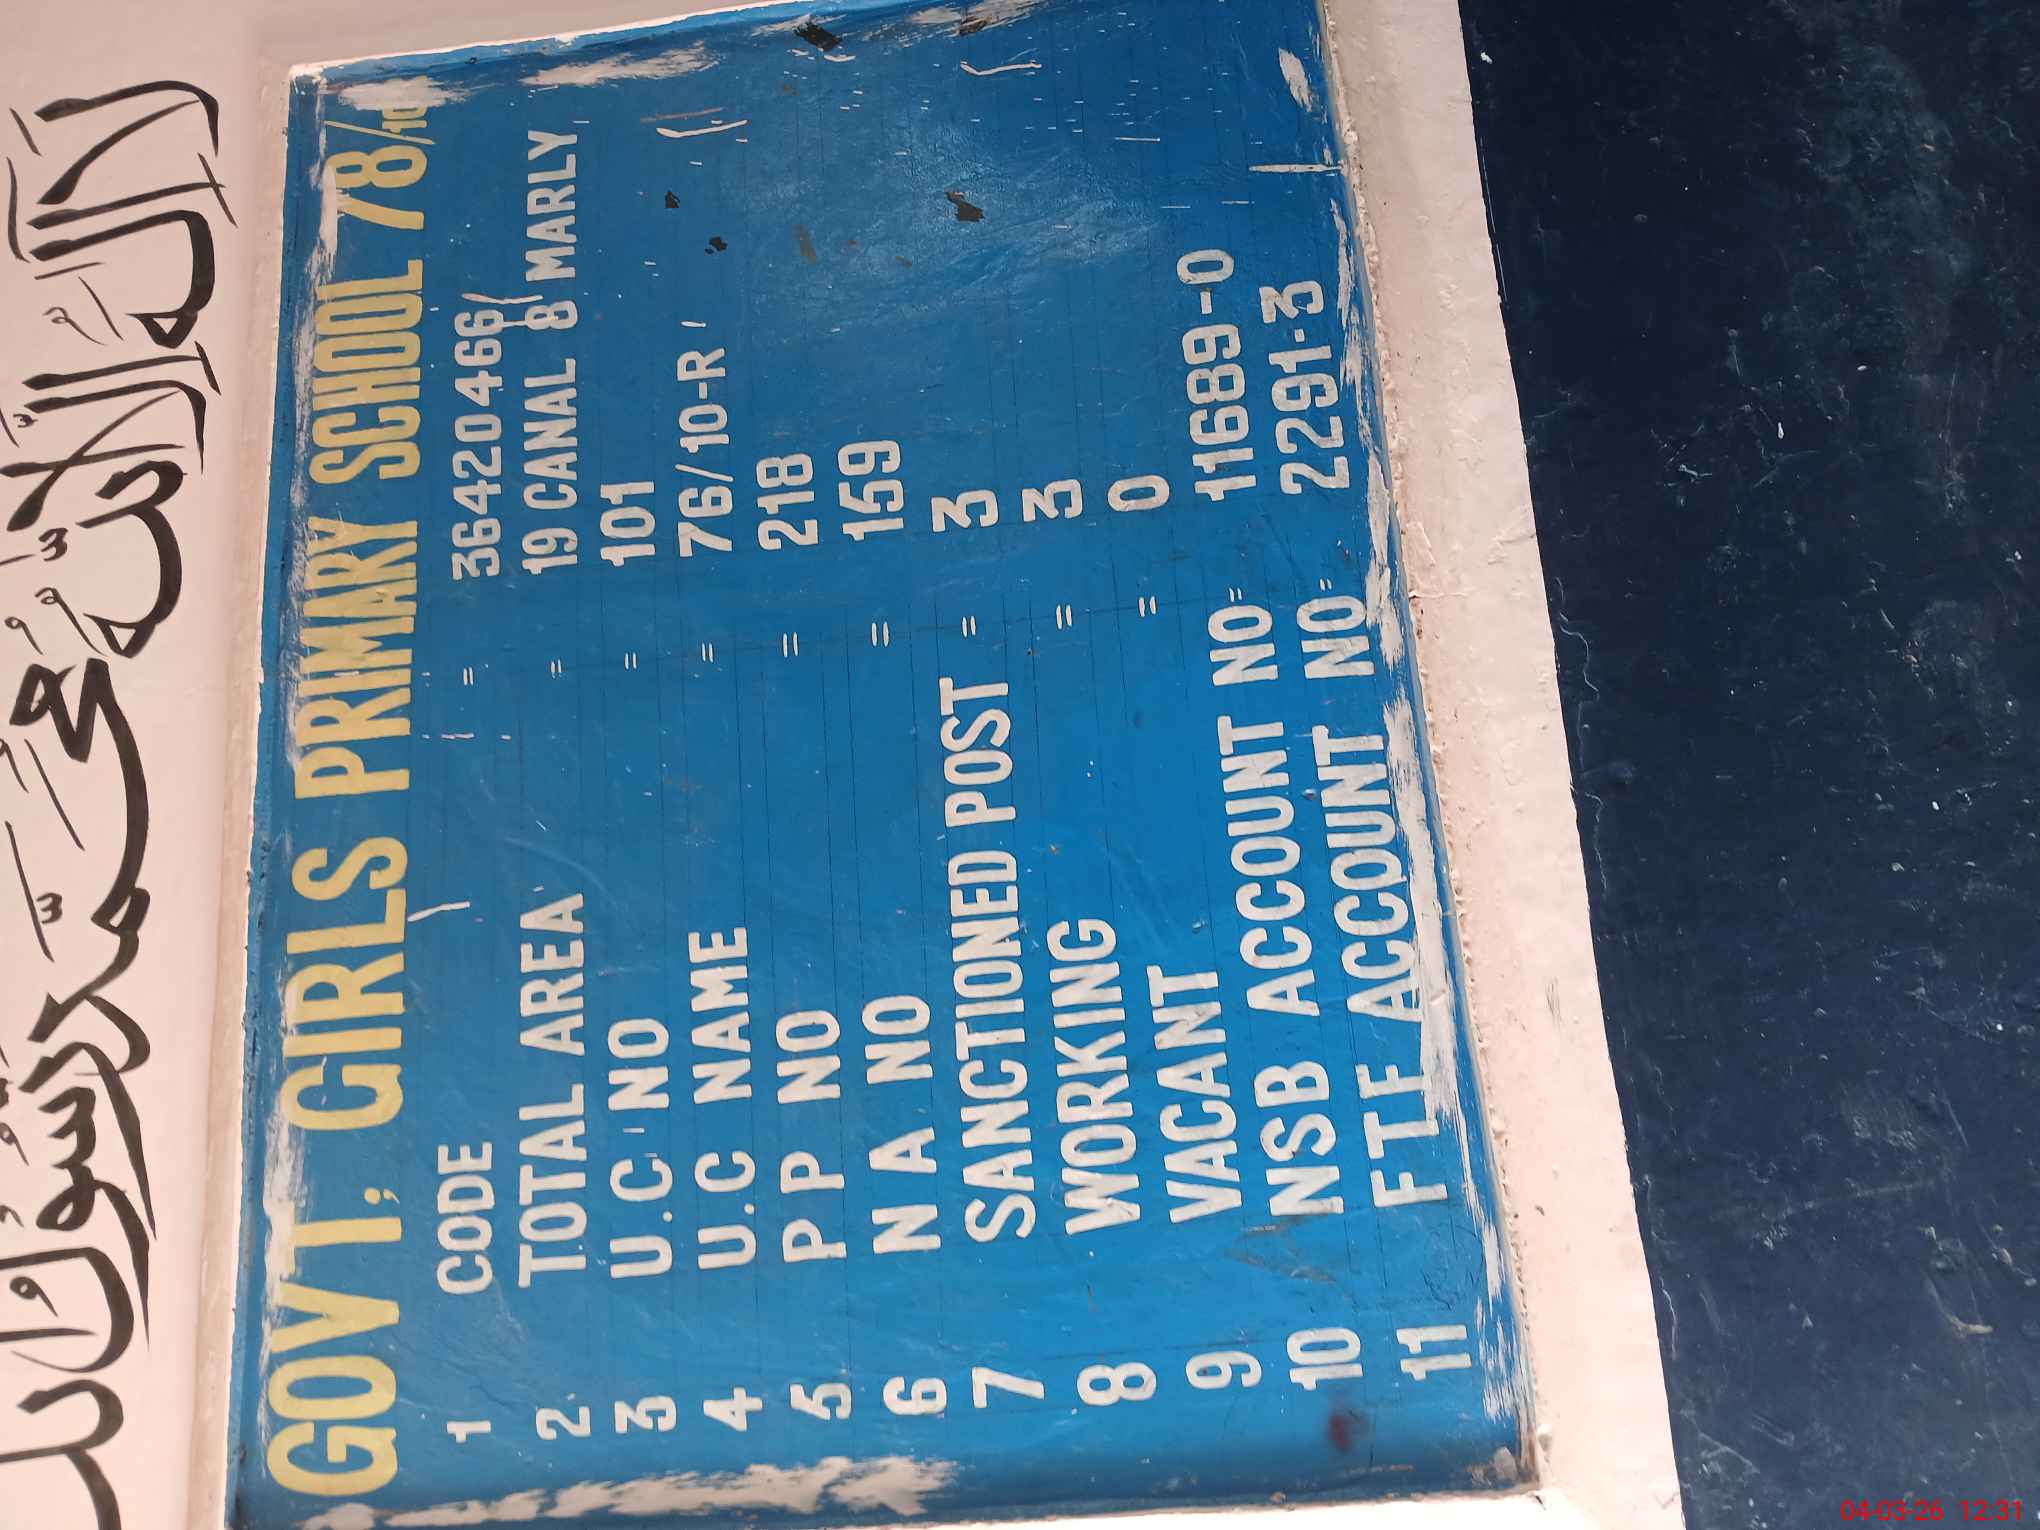 لَآ اِلٰهَ اِلَّا اللّٰهُ مُحَمَّدٌ رَّسُوْلُ اللّٰهِ
GOVT; GIRLS PRIMARY SCHOOL 78/10
1 CODE = 36420466
2 TOTAL AREA = 19 CANAL 8 MARLY
3 U.C NO = 101
4 U.C NAME = 76/10-R
5 P P NO = 218
6 N A NO = 159
7 SANCTIONED POST = 3
8 WORKING = 3
9 VACANT = 0
10 NSB ACCOUNT NO = 11689-0
11 FTF ACCOUNT NO = 2291-3
04-03-26 12:31